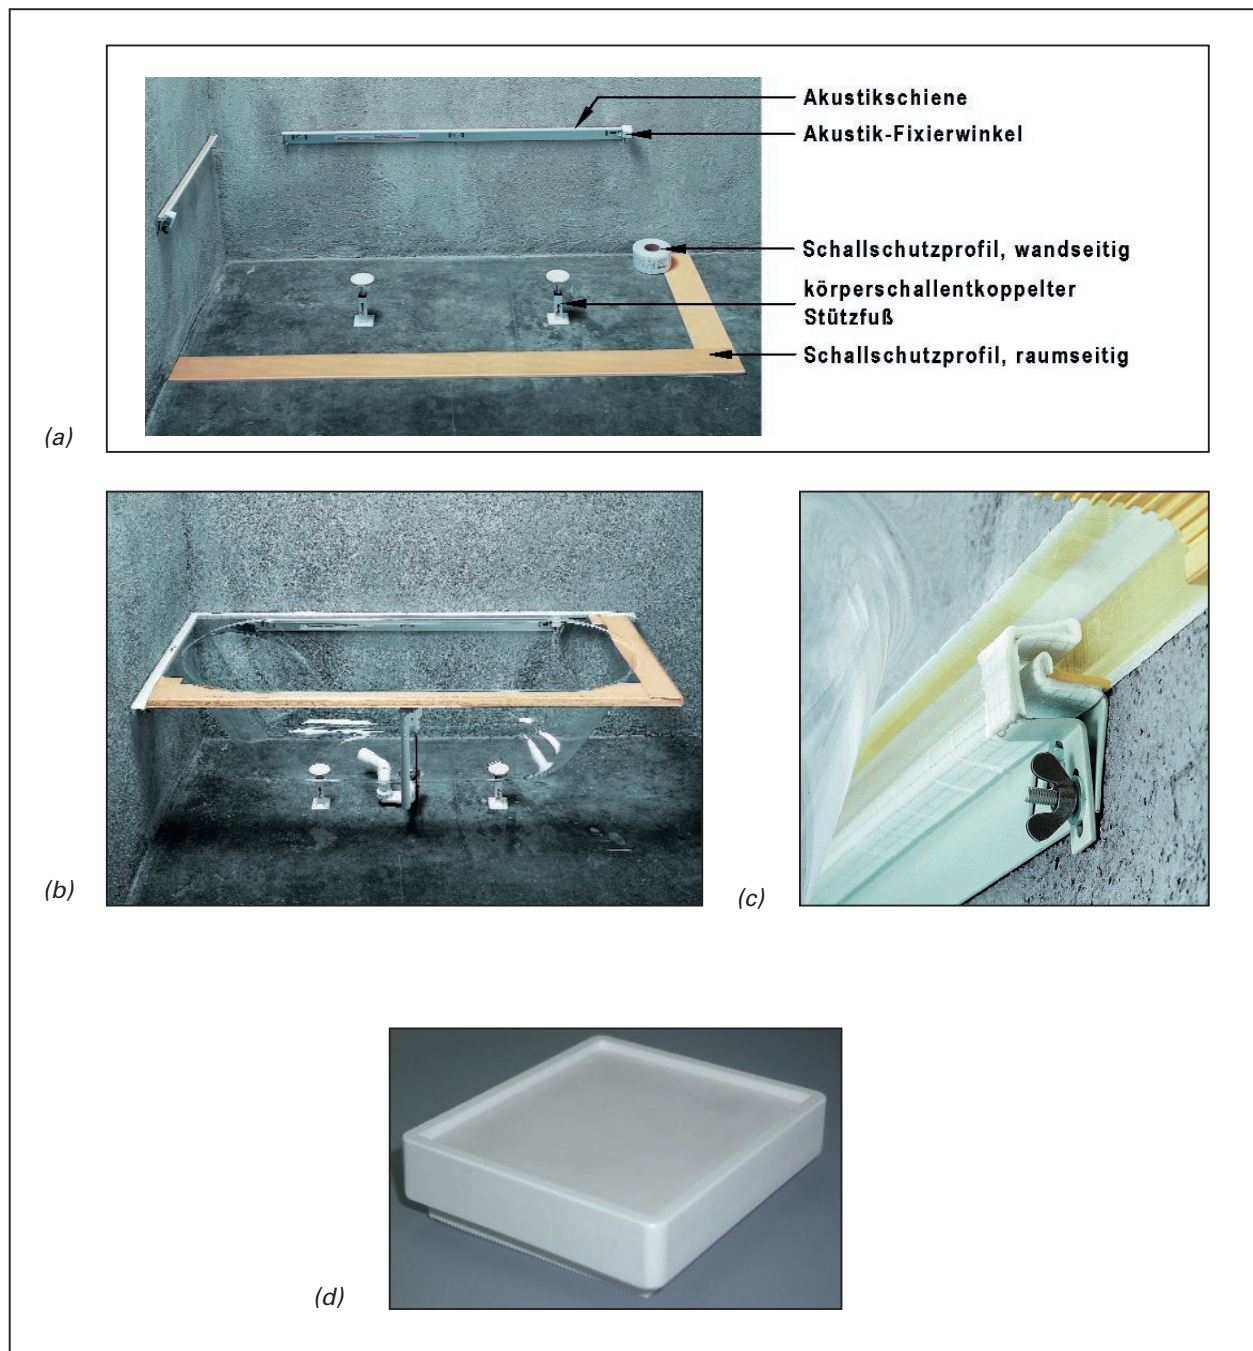 Akustikschiene
Akustik-Fixierwinkel
Schallschutzprofil, wandseitig
körperschallentkoppelter
Stützfuß
Schallschutzprofil, raumseitig
(a)
(b)
(c)
(d)